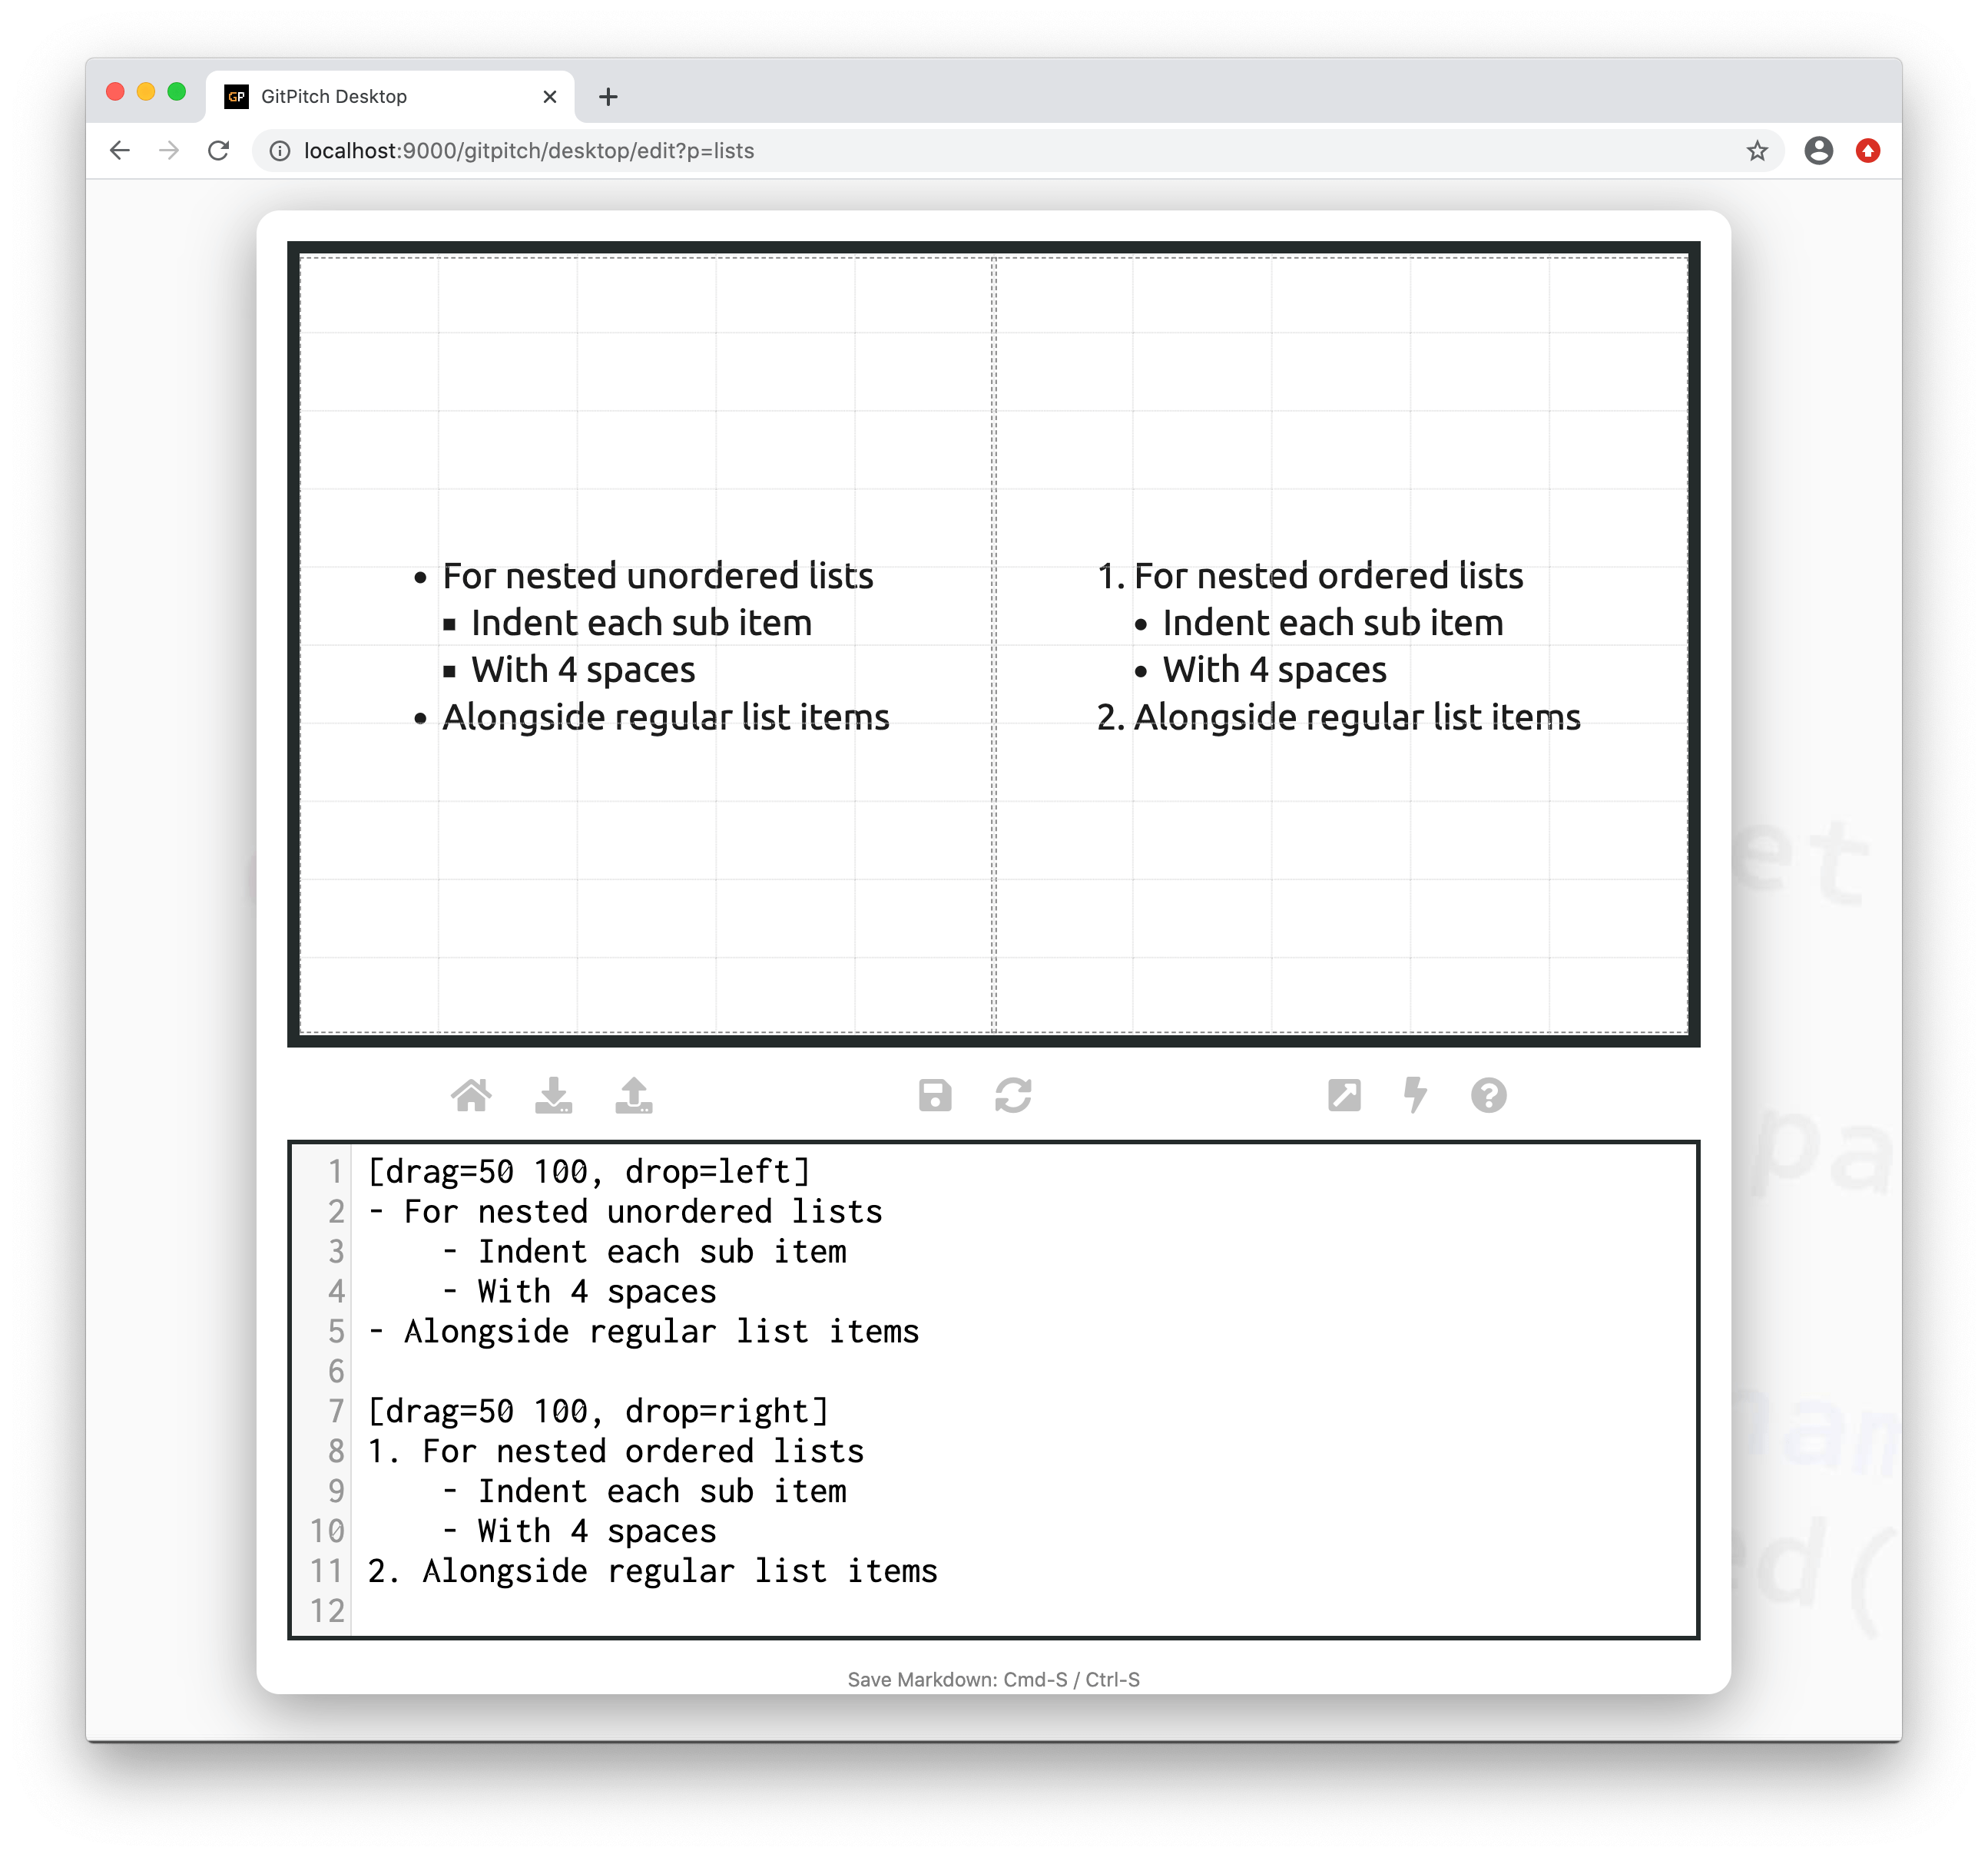 GP GitPitch Desktop
localhost:9000/gitpitch/desktop/edit?p=lists
• For nested unordered lists
▪ Indent each sub item
▪ With 4 spaces
• Alongside regular list items
1. For nested ordered lists
• Indent each sub item
• With 4 spaces
2. Alongside regular list items
1 [drag=50 100, drop=left]
2 - For nested unordered lists
3     - Indent each sub item
4     - With 4 spaces
5 - Alongside regular list items
6
7 [drag=50 100, drop=right]
8 1. For nested ordered lists
9     - Indent each sub item
10     - With 4 spaces
11 2. Alongside regular list items
12
Save Markdown: Cmd-S / Ctrl-S